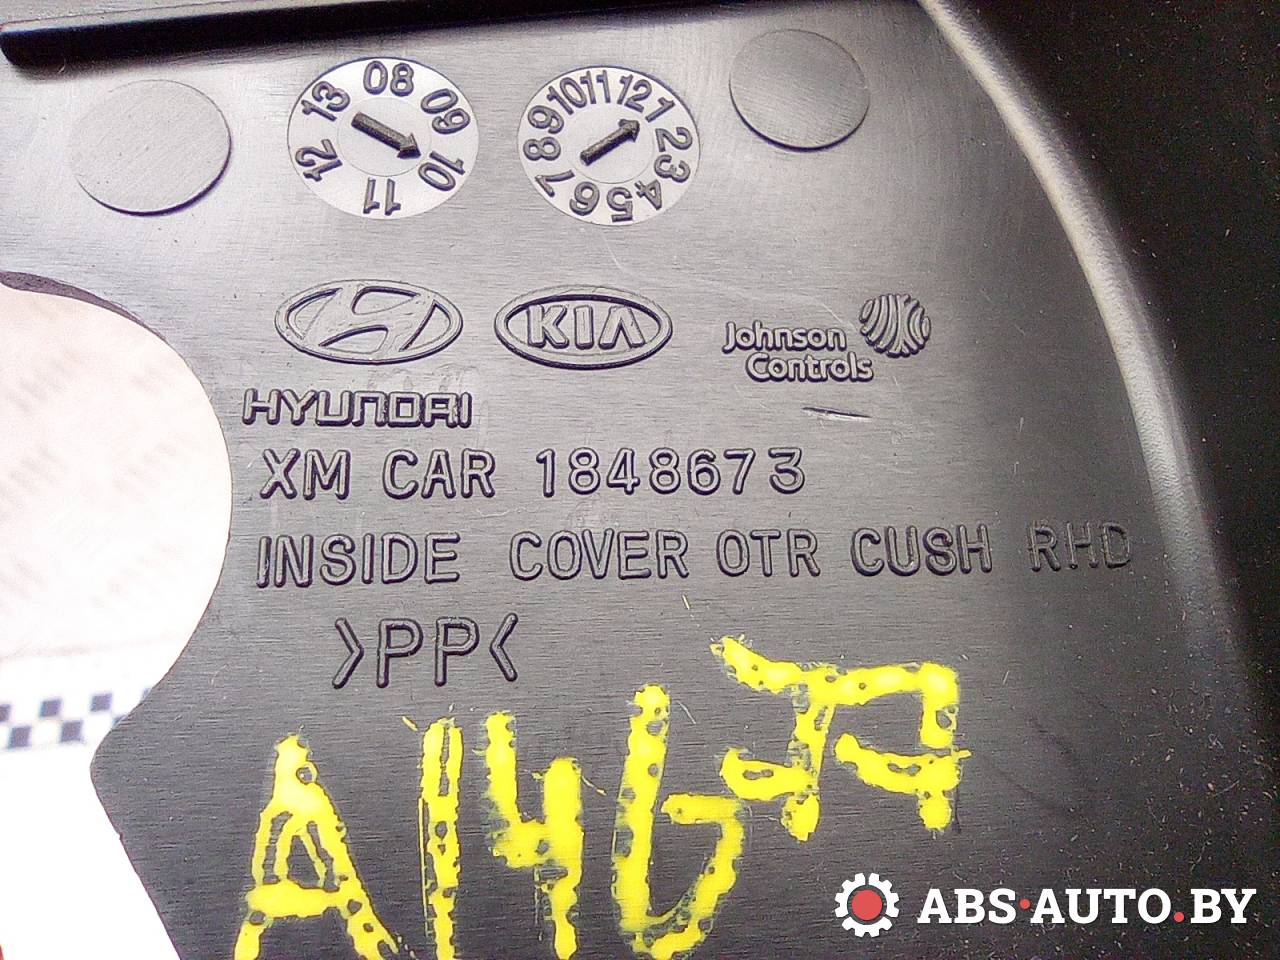 08 09 10 11 12 13
1 2 3 4 5 6 7 8 9 10 11 12
KIA
Johnson
Controls
HYUNDAI
XM CAR 1848673
INSIDE COVER OTR CUSH RHD
>PP<
A14677
ABS·AUTO.BY